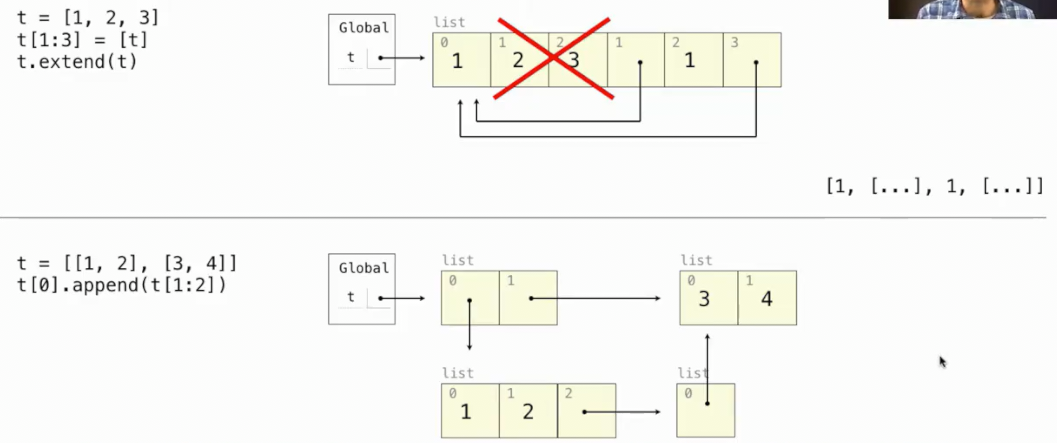 t = [1, 2, 3]
t[1:3] = [t]
t.extend(t)
Global
t
list
0 1 2 1 2 3
1 2 3 1
[1, [...], 1, [...]]
t = [[1, 2], [3, 4]]
t[0].append(t[1:2])
Global
t
list
0 1
list
0 1
3 4
list
0 1 2
1 2
list
0